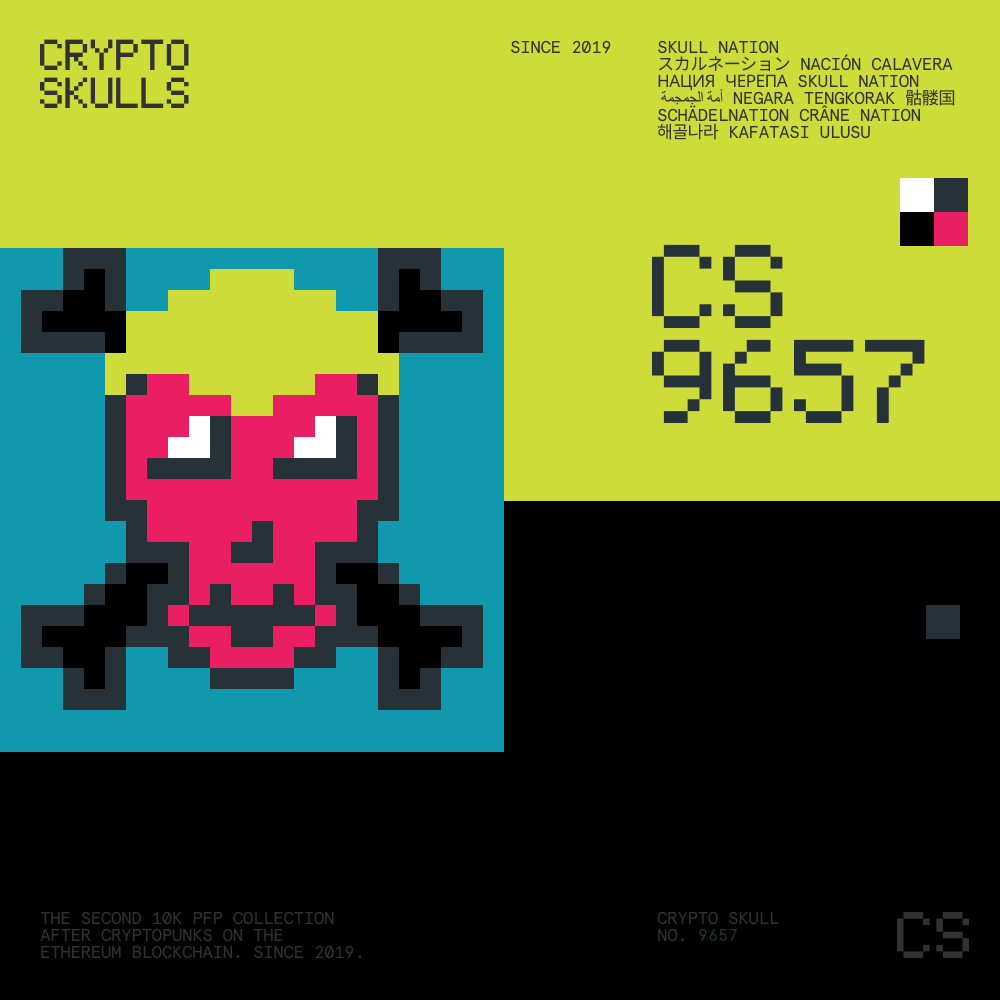 CRYPTO
SKULLS
SINCE 2019
SKULL NATION
スカルネーション NACIÓN CALAVERA
НАЦИЯ ЧЕРЕПА SKULL NATION
أمة الجمجمة NEGARA TENGKORAK 骷髅国
SCHÄDELNATION CRÂNE NATION
해골나라 KAFATASI ULUSU
CS
9657
THE SECOND 10K PFP COLLECTION
AFTER CRYPTOPUNKS ON THE
ETHEREUM BLOCKCHAIN. SINCE 2019.
CRYPTO SKULL
NO. 9657
CS